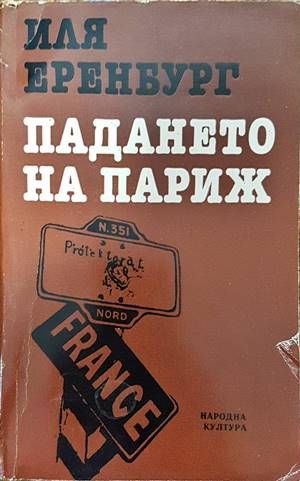 ИЛЯ
ЕРЕНБУРГ
ПАДАНЕТО
НА ПАРИЖ
N.351
Protektorat
NORD
FRANCE
НАРОДНА
КУЛТУРА